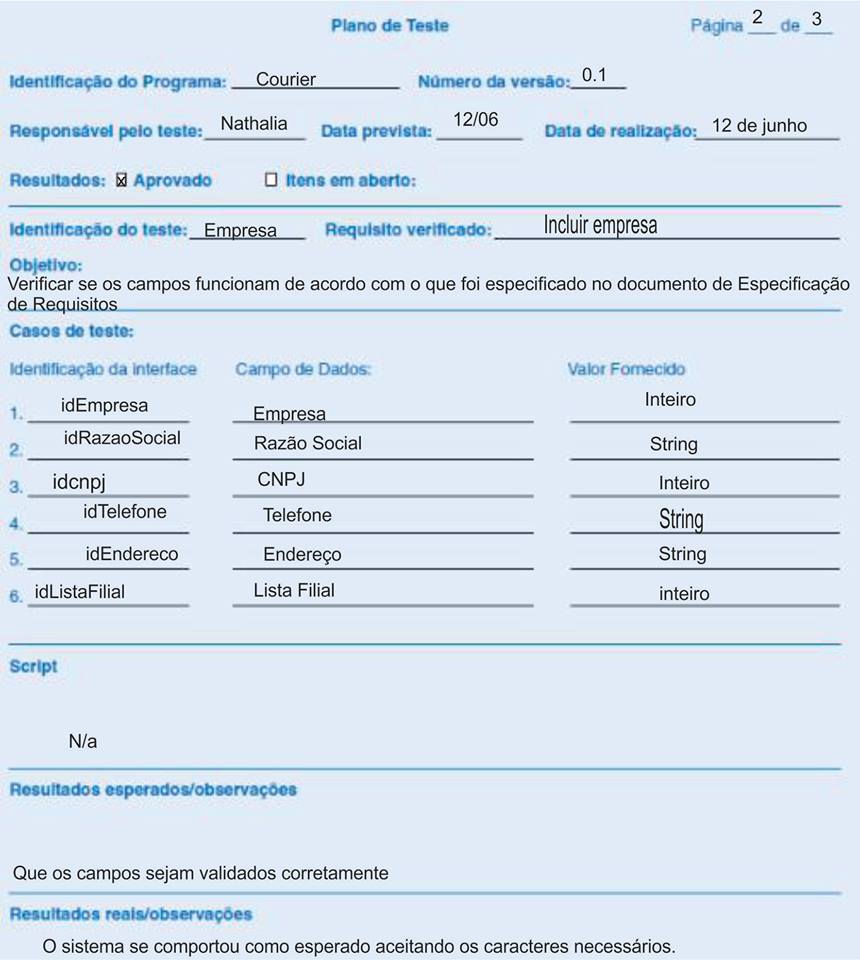 Plano de Teste Página 2 de 3
Identificação do Programa: Courier Número da versão: 0.1
Responsável pelo teste: Nathalia Data prevista: 12/06 Data de realização: 12 de junho
Resultados: x Aprovado Itens em aberto:
Identificação do teste: Empresa Requisito verificado: Incluir empresa
Objetivo:
Verificar se os campos funcionam de acordo com o que foi especificado no documento de Especificação
de Requisitos
Casos de teste:
Identificação da interface Campo de Dados: Valor Fornecido
1. idEmpresa Empresa Inteiro
2. idRazaoSocial Razão Social String
3. idcnpj CNPJ Inteiro
4. idTelefone Telefone String
5. idEndereco Endereço String
6. idListaFilial Lista Filial inteiro
Script
N/a
Resultados esperados/observações
Que os campos sejam validados corretamente
Resultados reais/observações
O sistema se comportou como esperado aceitando os caracteres necessários.